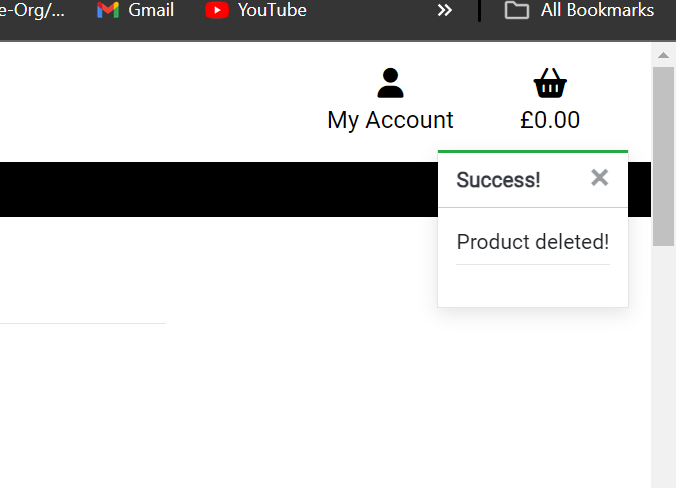 e-Org/... Gmail YouTube All Bookmarks
My Account £0.00
Success!
Product deleted!